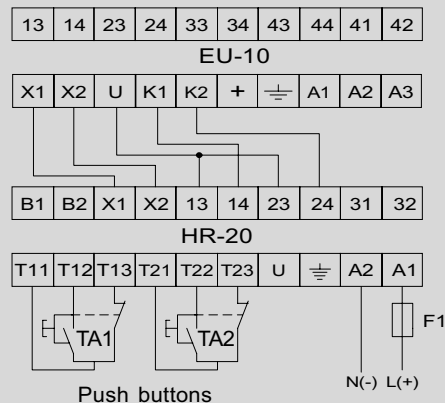 13 14 23 24 33 34 43 44 41 42
EU-10
X1 X2 U K1 K2 + ⏚ A1 A2 A3
B1 B2 X1 X2 13 14 23 24 31 32
HR-20
T11 T12 T13 T21 T22 T23 U ⏚ A2 A1
F1
TA1 TA2
N(-) L(+)
Push buttons